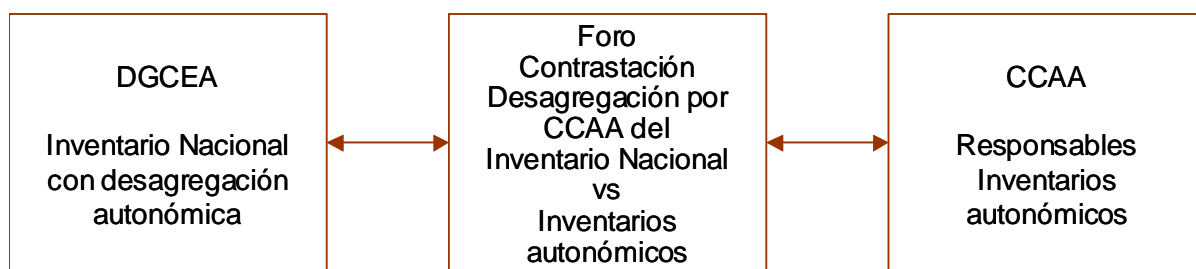 DGCEA
Inventario Nacional
con desagregación
autonómica
Foro
Contrastación
Desagregación por
CCAA del
Inventario Nacional
vs
Inventarios
autonómicos
CCAA
Responsables
Inventarios
autonómicos